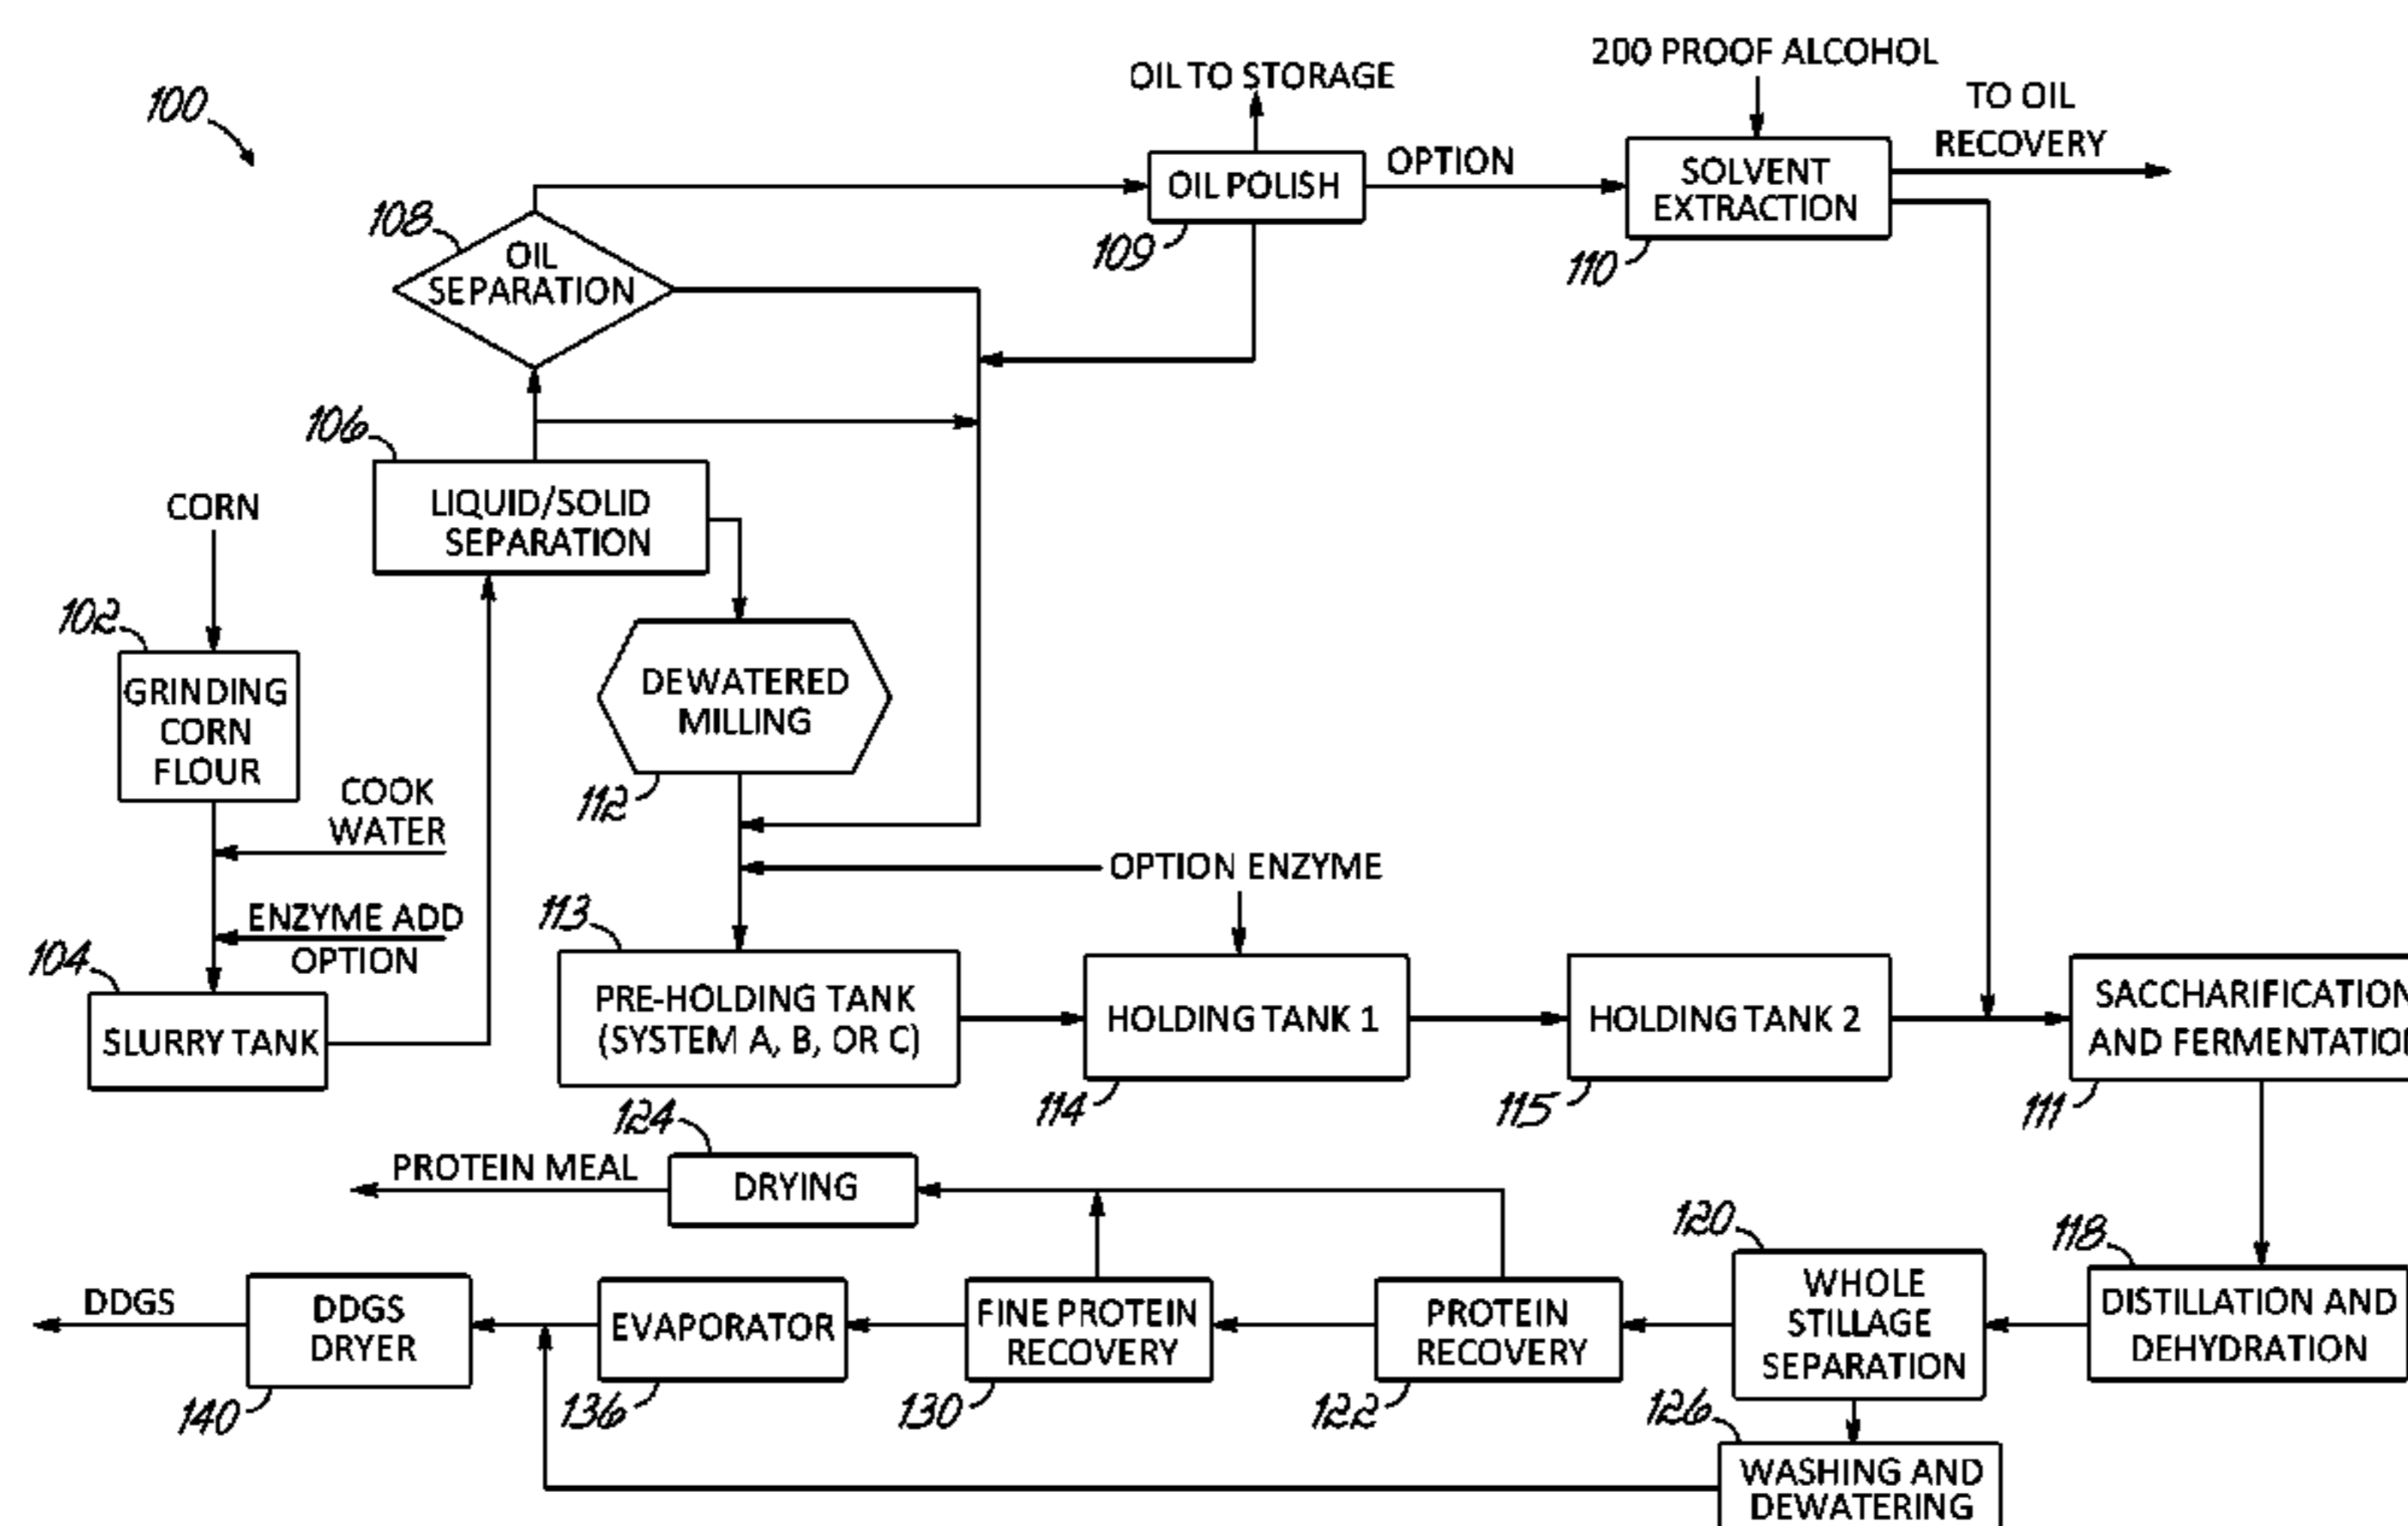 100
OIL TO STORAGE
200 PROOF ALCOHOL
TO OIL
RECOVERY
OIL POLISH
109
OPTION
SOLVENT
EXTRACTION
110
108
OIL
SEPARATION
106
LIQUID/SOLID
SEPARATION
CORN
102
GRINDING
CORN
FLOUR
COOK
WATER
ENZYME ADD
OPTION
104
SLURRY TANK
DEWATERED
MILLING
112
OPTION ENZYME
113
PRE-HOLDING TANK
(SYSTEM A, B, OR C)
HOLDING TANK 1
114
HOLDING TANK 2
115
SACCHARIFICATION
AND FERMENTATIO
111
124
PROTEIN MEAL
DRYING
DDGS
DDGS
DRYER
140
EVAPORATOR
136
FINE PROTEIN
RECOVERY
130
PROTEIN
RECOVERY
122
120
WHOLE
STILLAGE
SEPARATION
118
DISTILLATION AND
DEHYDRATION
126
WASHING AND
DEWATERING